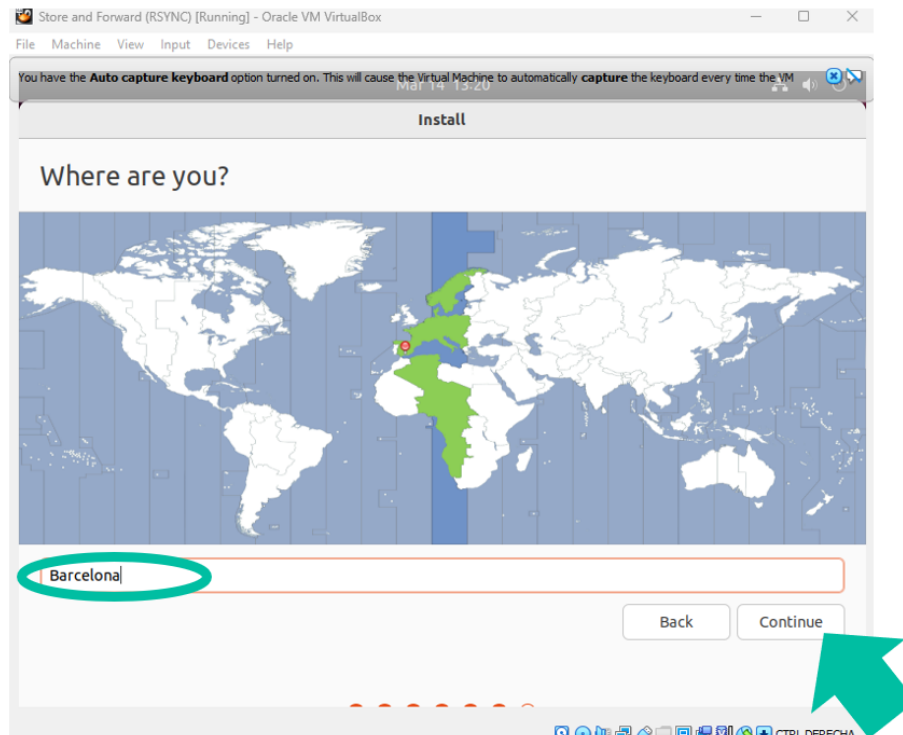 Store and Forward (RSYNC) [Running] - Oracle VM VirtualBox
File Machine View Input Devices Help
You have the Auto capture keyboard option turned on. This will cause the Virtual Machine to automatically capture the keyboard every time the VM
Mar 14 13:20
Install
Where are you?
Barcelona
Back Continue
CTRL DERECHA